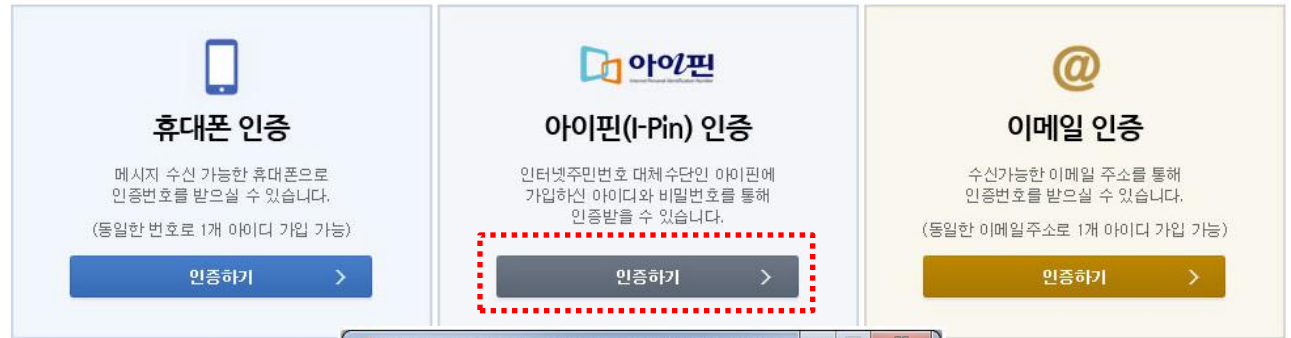 휴대폰 인증
메시지 수신 가능한 휴대폰으로
인증번호를 받으실 수 있습니다.
(동일한 번호로 1개 아이디 가입 가능)
인증하기
아이핀
아이핀(I-Pin) 인증
인터넷주민번호 대체수단인 아이핀에
가입하신 아이디와 비밀번호를 통해
인증받을 수 있습니다.
인증하기
@
이메일 인증
수신가능한 이메일 주소를 통해
인증번호를 받으실 수 있습니다.
(동일한 이메일주소로 1개 아이디 가입 가능)
인증하기